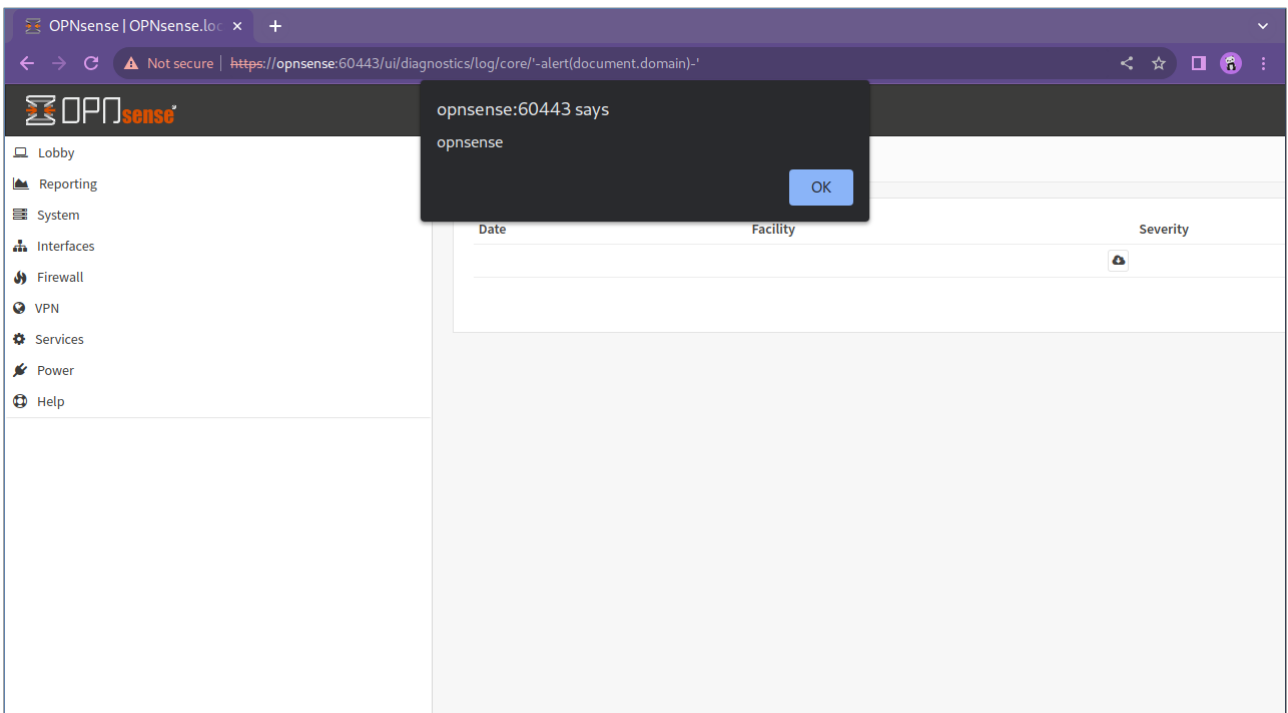 OPNsense | OPNsense.loc
Not secure | https://opnsense:60443/ui/diagnostics/log/core/'-alert(document.domain)-'
OPNsense
opnsense:60443 says
opnsense
OK
Lobby
Reporting
System
Interfaces
Firewall
VPN
Services
Power
Help
Date Facility Severity